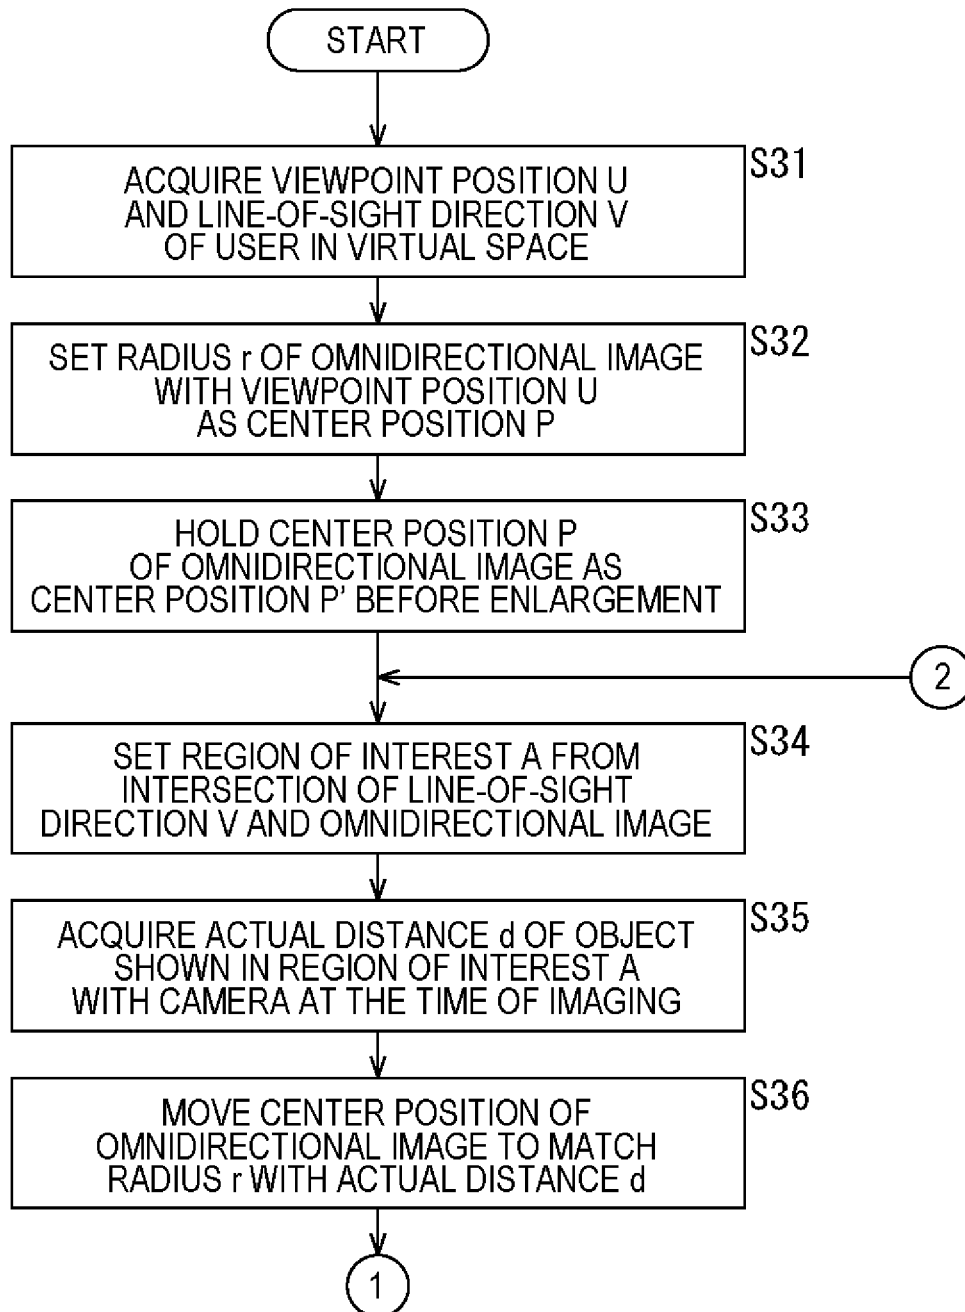 START
S31
ACQUIRE VIEWPOINT POSITION U
AND LINE-OF-SIGHT DIRECTION V
OF USER IN VIRTUAL SPACE
S32
SET RADIUS r OF OMNIDIRECTIONAL IMAGE
WITH VIEWPOINT POSITION U
AS CENTER POSITION P
S33
HOLD CENTER POSITION P
OF OMNIDIRECTIONAL IMAGE AS
CENTER POSITION P' BEFORE ENLARGEMENT
2
S34
SET REGION OF INTEREST A FROM
INTERSECTION OF LINE-OF-SIGHT
DIRECTION V AND OMNIDIRECTIONAL IMAGE
S35
ACQUIRE ACTUAL DISTANCE d OF OBJECT
SHOWN IN REGION OF INTEREST A
WITH CAMERA AT THE TIME OF IMAGING
S36
MOVE CENTER POSITION OF
OMNIDIRECTIONAL IMAGE TO MATCH
RADIUS r WITH ACTUAL DISTANCE d
1